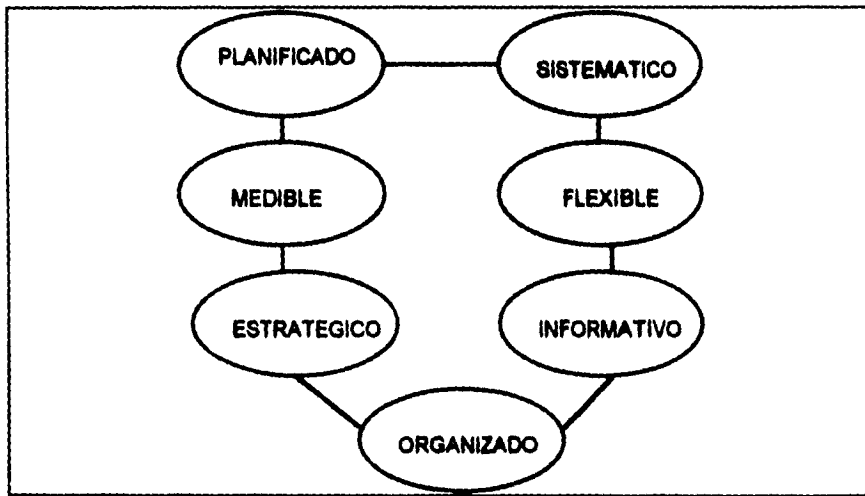 PLANIFICADO
SISTEMATICO
MEDIBLE
FLEXIBLE
ESTRATEGICO
INFORMATIVO
ORGANIZADO